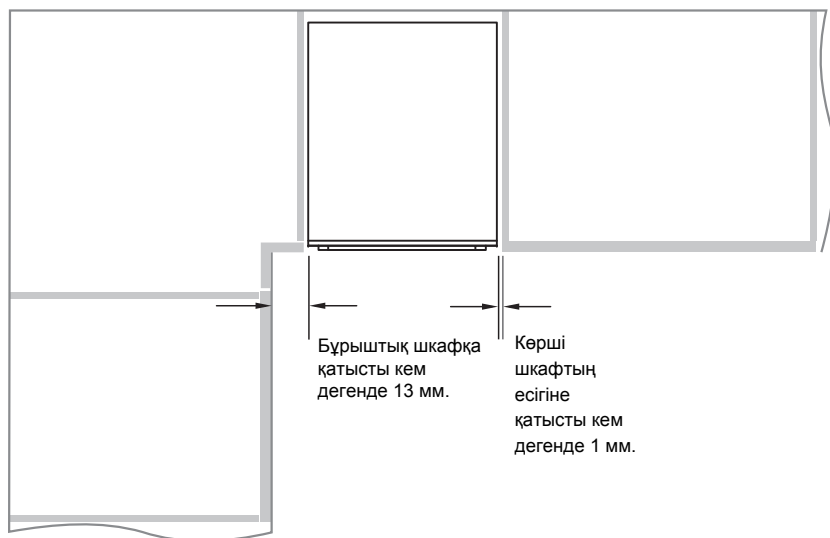 Бұрыштық шкафқа
қатысты кем
дегенде 13 мм.
Көрші
шкафтың
есігіне
қатысты кем
дегенде 1 мм.